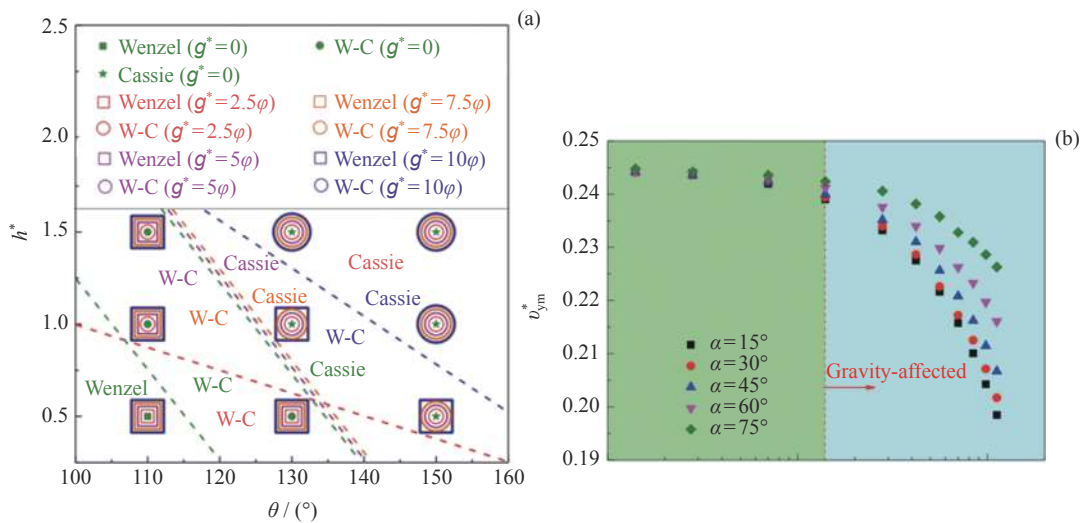 (a)
2.5
Wenzel (g*=0) W-C (g*=0)
Cassie (g*=0)
Wenzel (g*=2.5φ) Wenzel (g*=7.5φ)
W-C (g*=2.5φ) W-C (g*=7.5φ)
Wenzel (g*=5φ) Wenzel (g*=10φ)
W-C (g*=5φ) W-C (g*=10φ)
2.0
h*
1.5
Cassie
W-C
Cassie
Cassie
Cassie
W-C
1.0
W-C
Cassie
Wenzel
W-C
W-C
0.5
100 110 120 130 140 150 160
θ / (°)
(b)
0.25
0.24
0.23
v*ym
0.22
0.21
0.20
0.19
α=15°
α=30°
α=45°
α=60°
α=75°
Gravity-affected